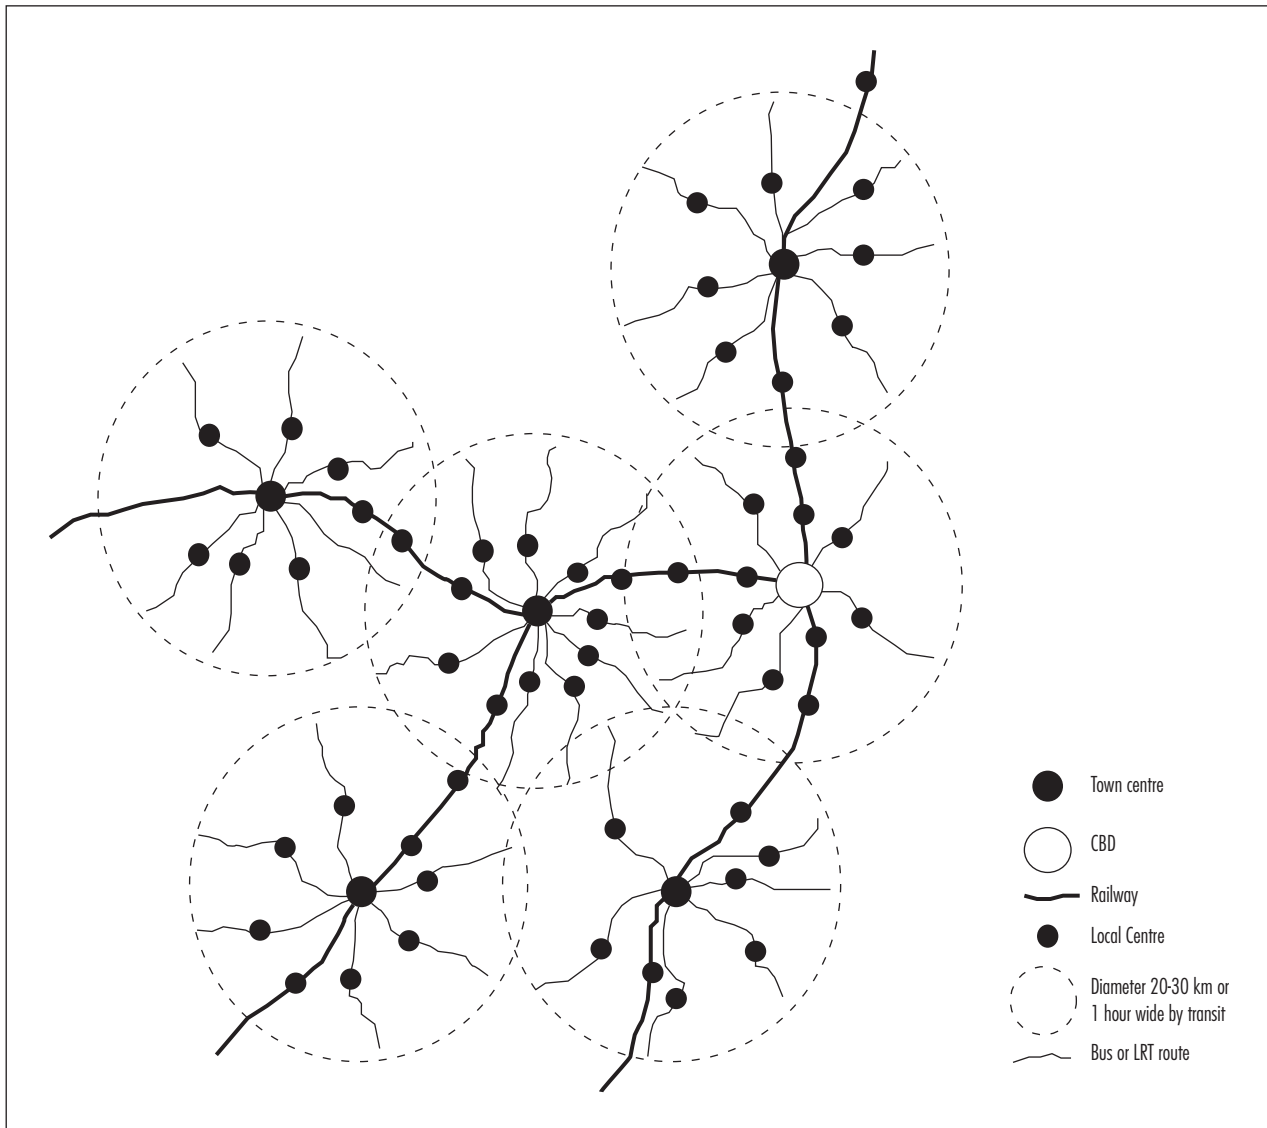 Town centre
CBD
Railway
Local Centre
Diameter 20-30 km or
1 hour wide by transit
Bus or LRT route